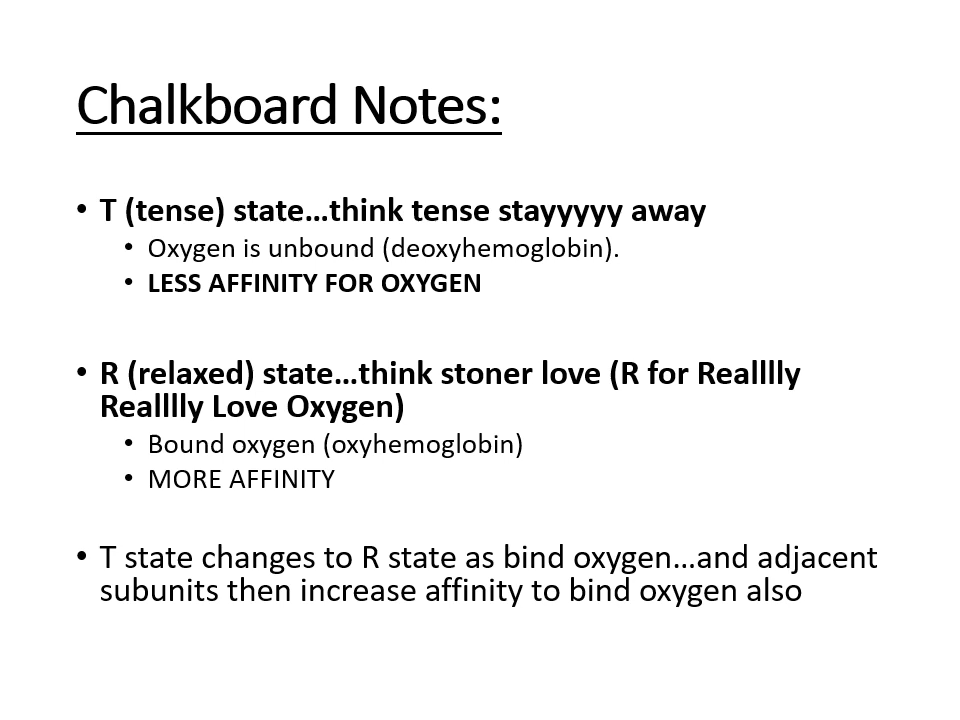 Chalkboard Notes:
• T (tense) state…think tense stayyyyy away
• Oxygen is unbound (deoxyhemoglobin).
• LESS AFFINITY FOR OXYGEN
• R (relaxed) state…think stoner love (R for Realllly
Realllly Love Oxygen)
• Bound oxygen (oxyhemoglobin)
• MORE AFFINITY
• T state changes to R state as bind oxygen…and adjacent
subunits then increase affinity to bind oxygen also